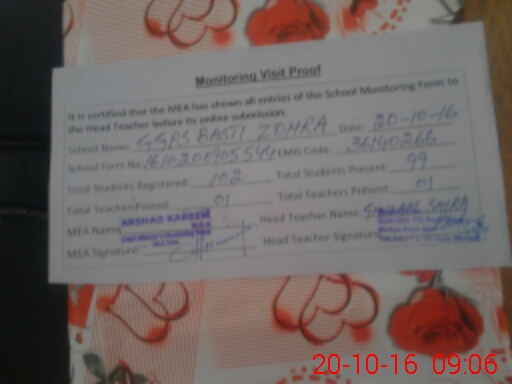 Monitoring Visit Proof
It is certified that the MEA has shown all entries of the School Monitoring Form to
the Head Teacher before its online submission.
School Name: GGPS BASTI ZOHRA Date: 20-10-16
School Form No. EMIS Code: 36140266
Total Students Registered: 102 Total Students Present: 99
Total Teachers Posted: 01 Total Teachers Present: 01
MEA Name: ARSHAD KAREEM Head Teacher Name:
MEA
MEA Signature: Head Teacher Signature:
20-10-16 09:06